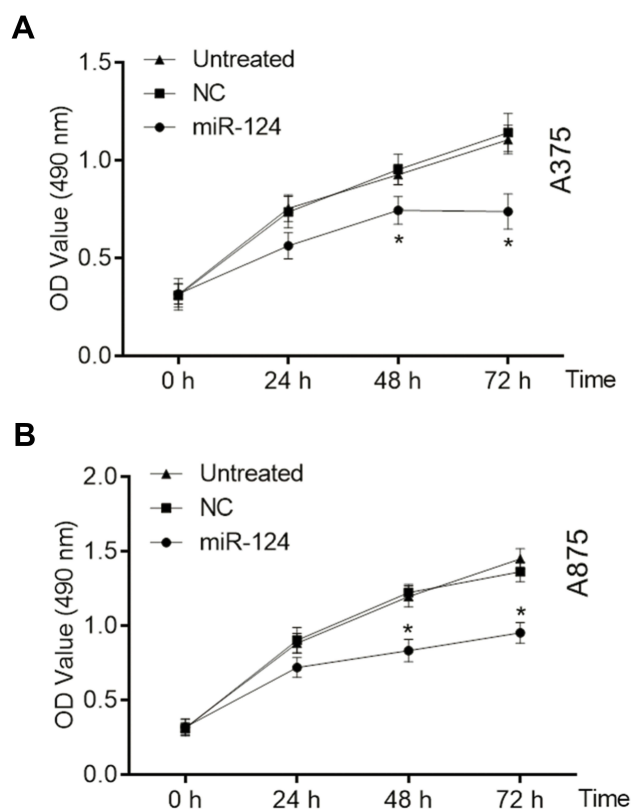 A
1.5
1.0
0.5
0.0
OD Value (490 nm)
Untreated
NC
miR-124
A375
*
*
0 h 24 h 48 h 72 h Time
B
2.0
1.5
1.0
0.5
0.0
OD Value (490 nm)
Untreated
NC
miR-124
A875
*
*
0 h 24 h 48 h 72 h Time